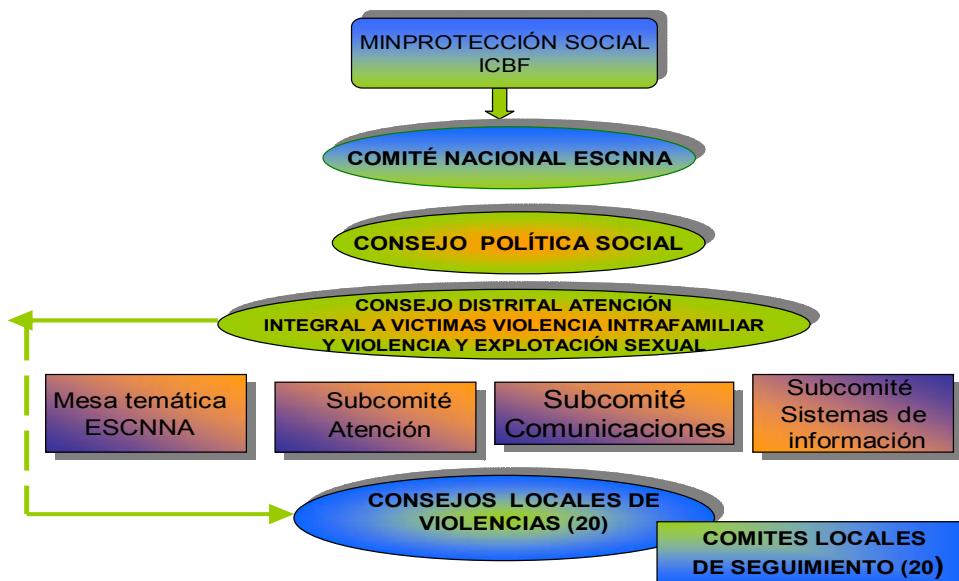 MINPROTECCIÓN SOCIAL
ICBF
COMITÉ NACIONAL ESCNNA
CONSEJO POLÍTICA SOCIAL
CONSEJO DISTRITAL ATENCIÓN
INTEGRAL A VICTIMAS VIOLENCIA INTRAFAMILIAR
Y VIOLENCIA Y EXPLOTACIÓN SEXUAL
Mesa temática
ESCNNA
Subcomité
Atención
Subcomité
Comunicaciones
Subcomité
Sistemas de
información
CONSEJOS LOCALES DE
VIOLENCIAS (20)
COMITES LOCALES
DE SEGUIMIENTO (20)